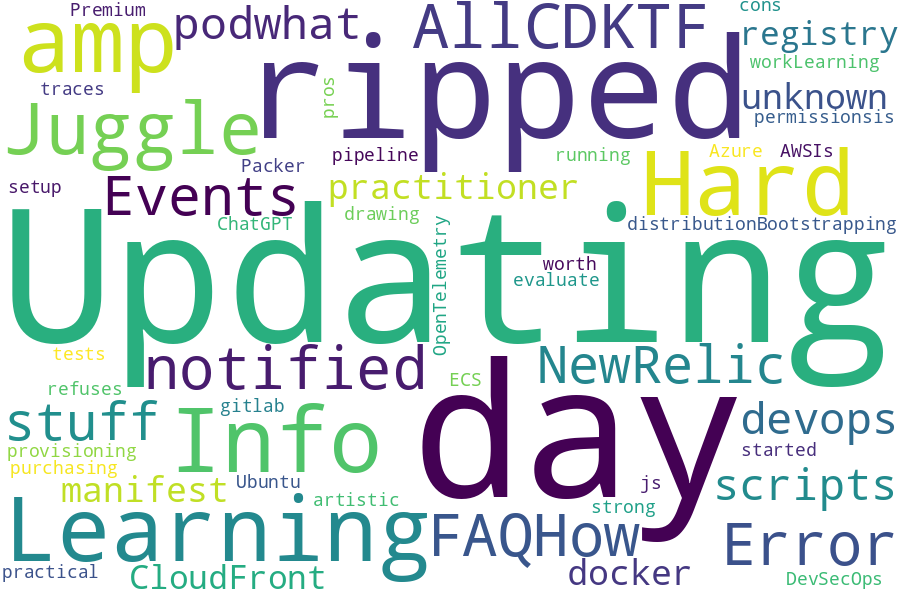 Premium
cons
amp
podwhat
AllCDKTF
registry
traces
ripped
workLearning
pros
unknown
permissionsis
Juggle
pipeline
running
Azure
AWSIs
Packer
setup
Events
practitioner
Hard
drawing
ChatGPT
distributionBootstrapping
Updating
OpenTelemetry
worth
evaluate
tests
notified
NewRelic
refuses
ECS
day
stuff
gitlab
Info
devops
provisioning
started
purchasing
manifest
Ubuntu
js
scripts
artistic
strong
Learning
FAQHow
Error
practical
CloudFront
docker
DevSecOps